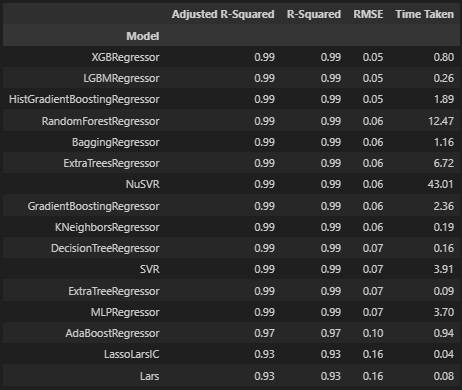 Adjusted R-Squared R-Squared RMSE Time Taken
Model
XGBRegressor 0.99 0.99 0.05 0.80
LGBMRegressor 0.99 0.99 0.05 0.26
HistGradientBoostingRegressor 0.99 0.99 0.05 1.89
RandomForestRegressor 0.99 0.99 0.06 12.47
BaggingRegressor 0.99 0.99 0.06 1.16
ExtraTreesRegressor 0.99 0.99 0.06 6.72
NuSVR 0.99 0.99 0.06 43.01
GradientBoostingRegressor 0.99 0.99 0.06 2.36
KNeighborsRegressor 0.99 0.99 0.06 0.19
DecisionTreeRegressor 0.99 0.99 0.07 0.16
SVR 0.99 0.99 0.07 3.91
ExtraTreeRegressor 0.99 0.99 0.07 0.09
MLPRegressor 0.99 0.99 0.07 3.70
AdaBoostRegressor 0.97 0.97 0.10 0.94
LassoLarsIC 0.93 0.93 0.16 0.04
Lars 0.93 0.93 0.16 0.08